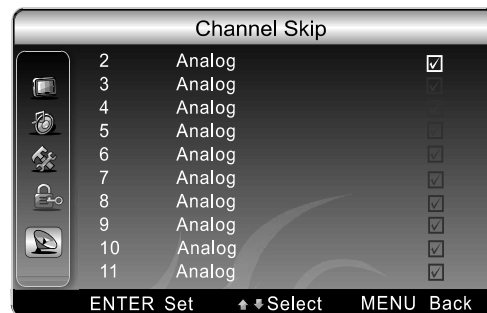 Channel Skip
2 Analog
3 Analog
4 Analog
5 Analog
6 Analog
7 Analog
8 Analog
9 Analog
10 Analog
11 Analog
ENTER Set Select MENU Back